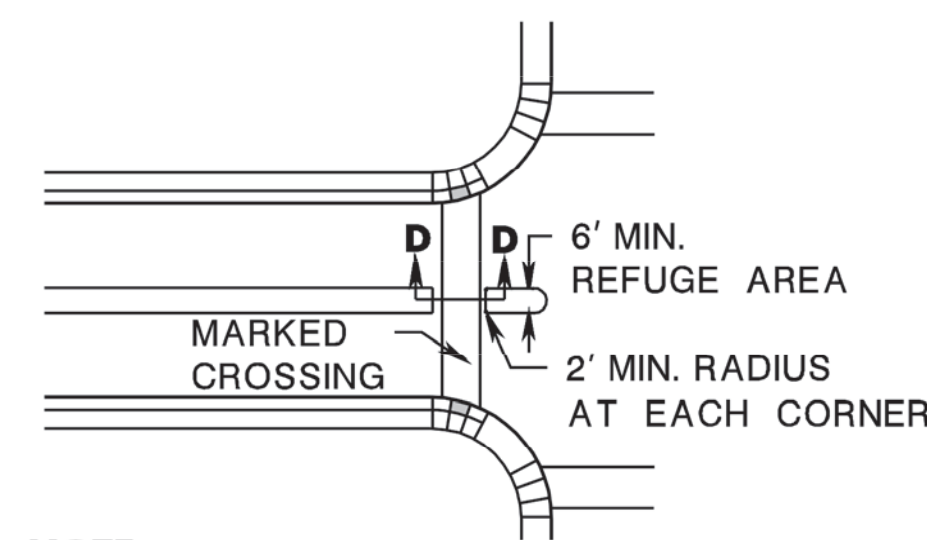 D D
6′ MIN.
REFUGE AREA
MARKED
CROSSING
2′ MIN. RADIUS
AT EACH CORNER